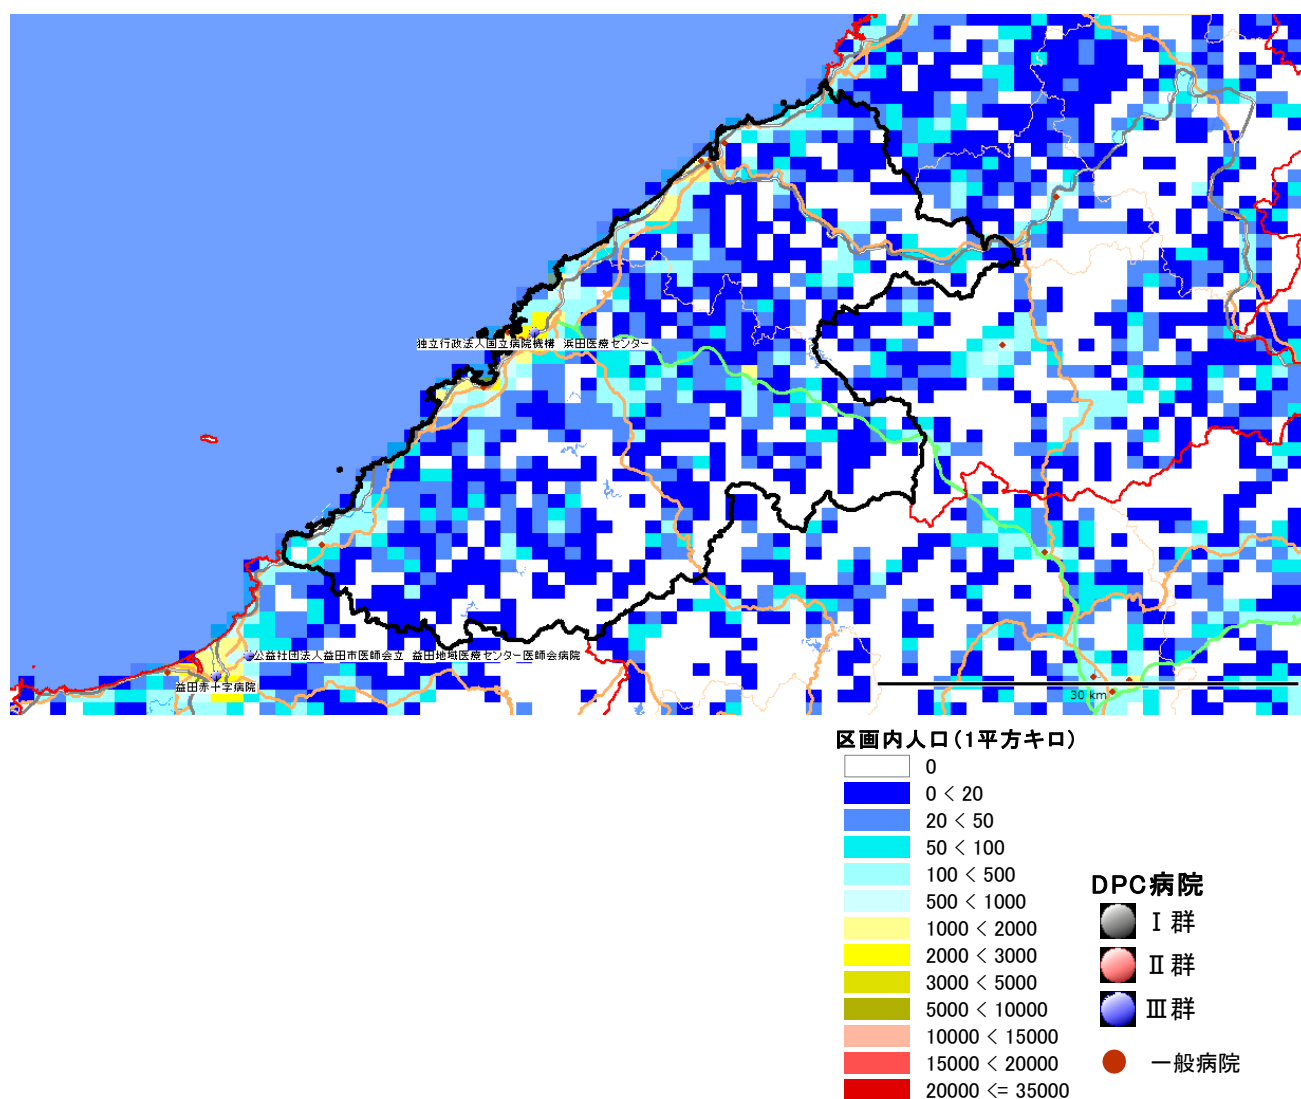 独立行政法人国立病院機構 浜田医療センター
公益社団法人益田市医師会立 益田地域医療センター医師会病院
益田赤十字病院
30 km
区画内人口(1平方キロ)
0
0 < 20
20 < 50
50 < 100
100 < 500
500 < 1000
1000 < 2000
2000 < 3000
3000 < 5000
5000 < 10000
10000 < 15000
15000 < 20000
20000 <= 35000
DPC病院
Ⅰ群
Ⅱ群
Ⅲ群
一般病院